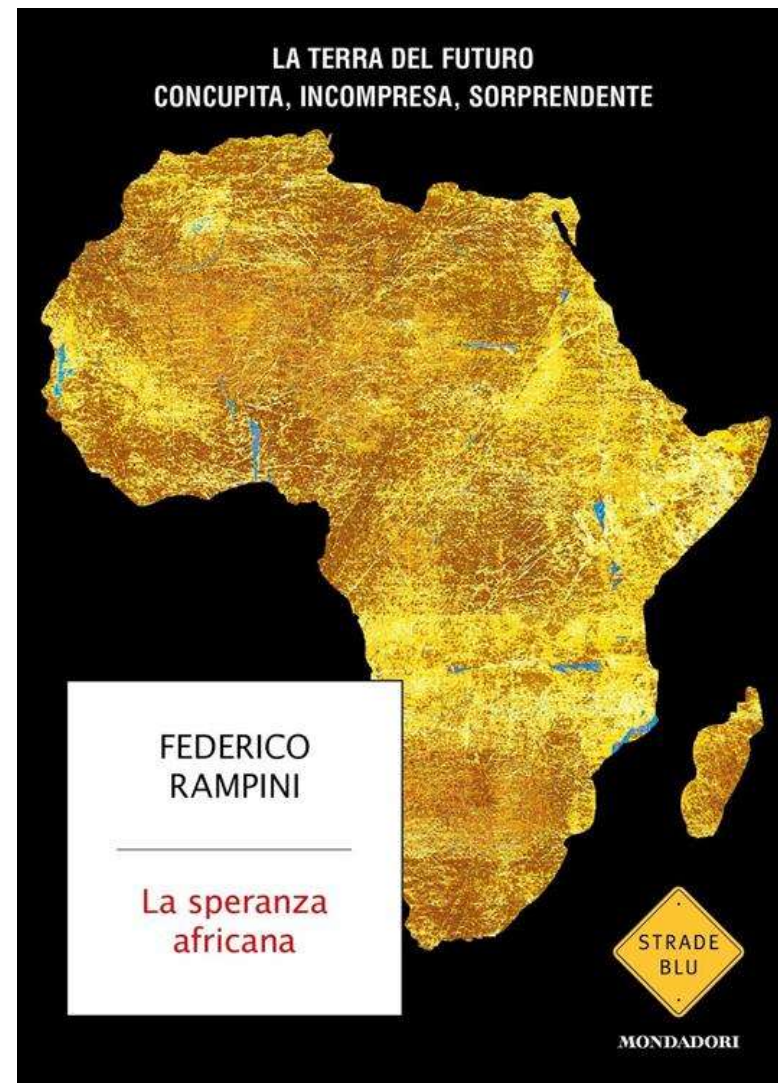 LA TERRA DEL FUTURO
CONCUPITA, INCOMPRESA, SORPRENDENTE
FEDERICO
RAMPINI
La speranza
africana
STRADE
BLU
MONDADORI